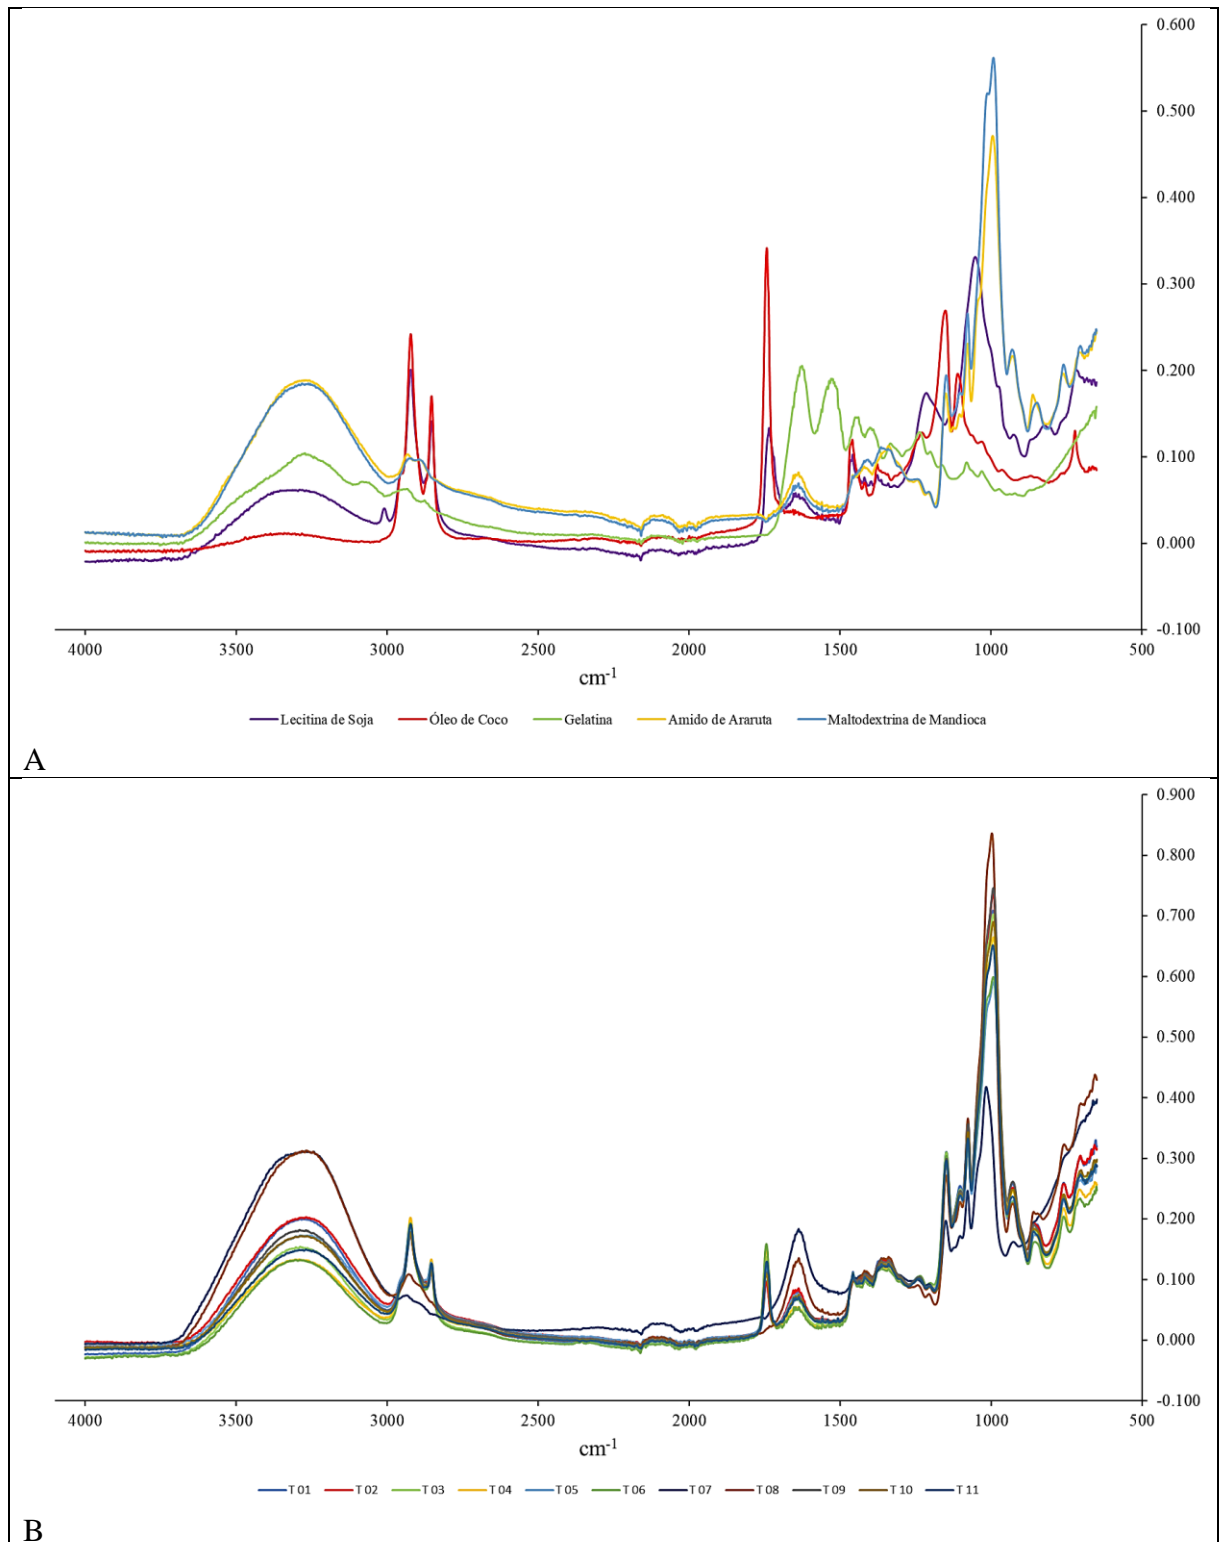 0.600
0.500
0.400
0.300
0.200
0.100
0.000
-0.100
4000 3500 3000 2500 2000 1500 1000 500
cm-1
Lecitina de Soja Óleo de Coco Gelatina Amido de Araruta Maltodextrina de Mandioca
A
0.900
0.800
0.700
0.600
0.500
0.400
0.300
0.200
0.100
0.000
-0.100
4000 3500 3000 2500 2000 1500 1000 500
cm-1
T 01 T 02 T 03 T 04 T 05 T 06 T 07 T 08 T 09 T 10 T 11
B